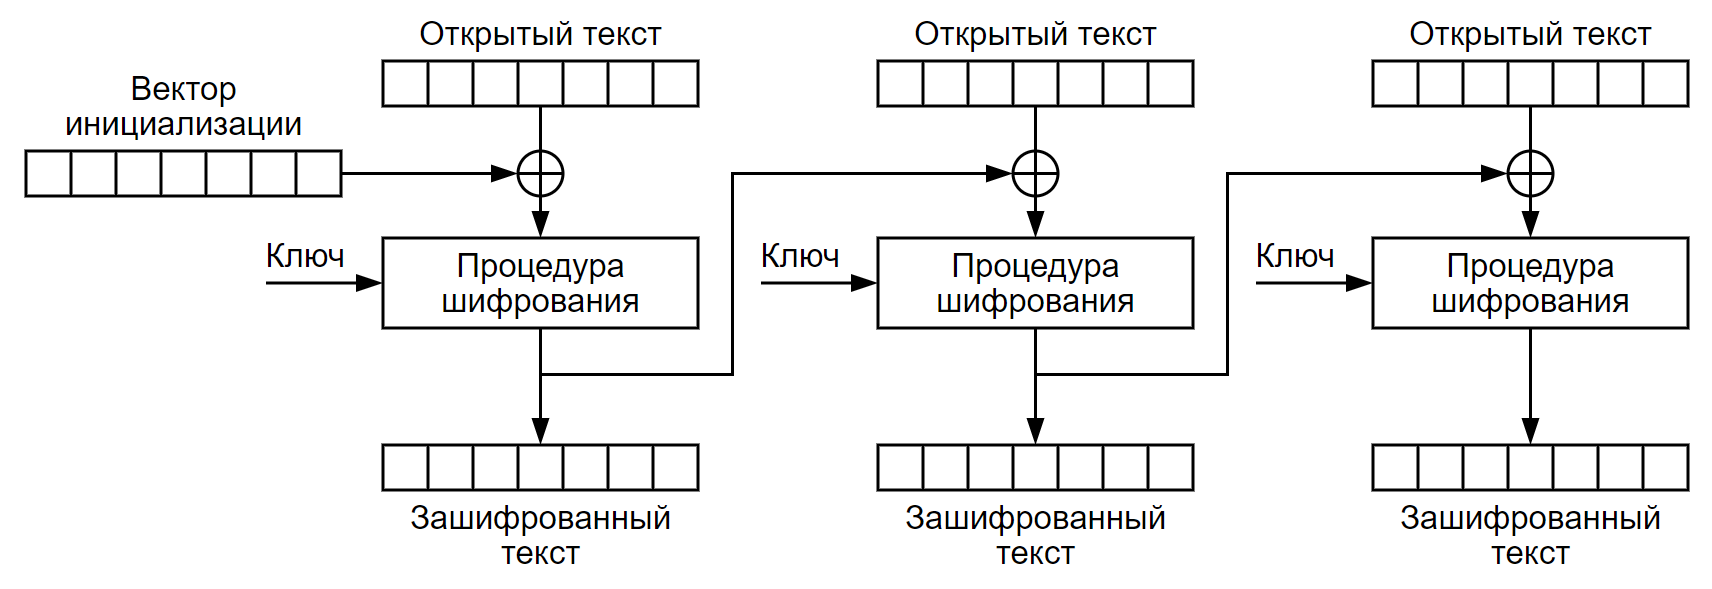 Открытый текст
Открытый текст
Открытый текст
Вектор
инициализации
Ключ
Процедура
шифрования
Ключ
Процедура
шифрования
Ключ
Процедура
шифрования
Зашифрованный
текст
Зашифрованный
текст
Зашифрованный
текст